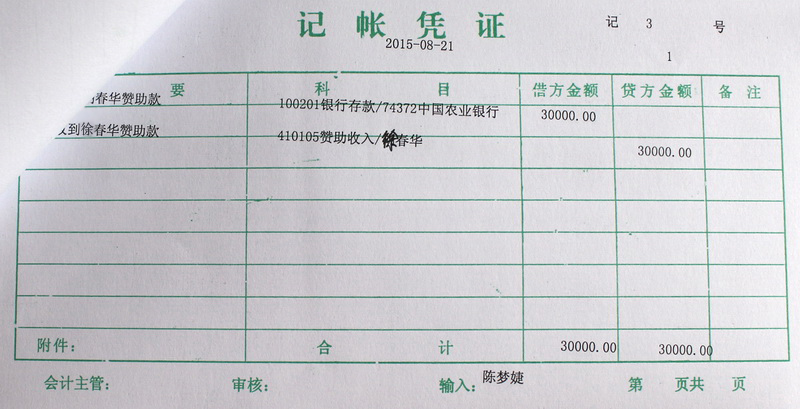 记帐凭证
记 3 号
2015-08-21
1
要 科目 借方金额 贷方金额 备注
春华赞助款 100201银行存款/74372中国农业银行 30000.00
到徐春华赞助款 410105赞助收入/徐春华 30000.00
附件： 合计 30000.00 30000.00
会计主管： 审核： 输入： 陈梦婕 第 页共 页